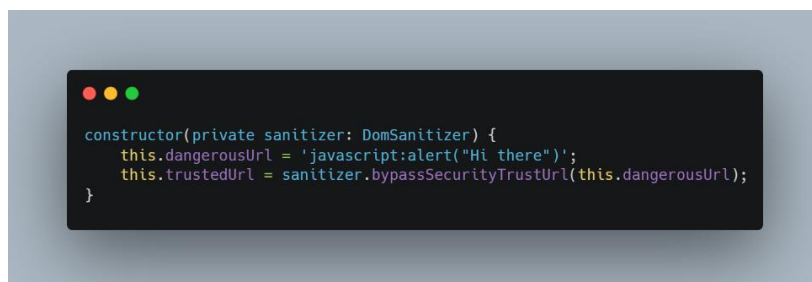 constructor(private sanitizer: DomSanitizer) {
    this.dangerousUrl = 'javascript:alert("Hi there")';
    this.trustedUrl = sanitizer.bypassSecurityTrustUrl(this.dangerousUrl);
}